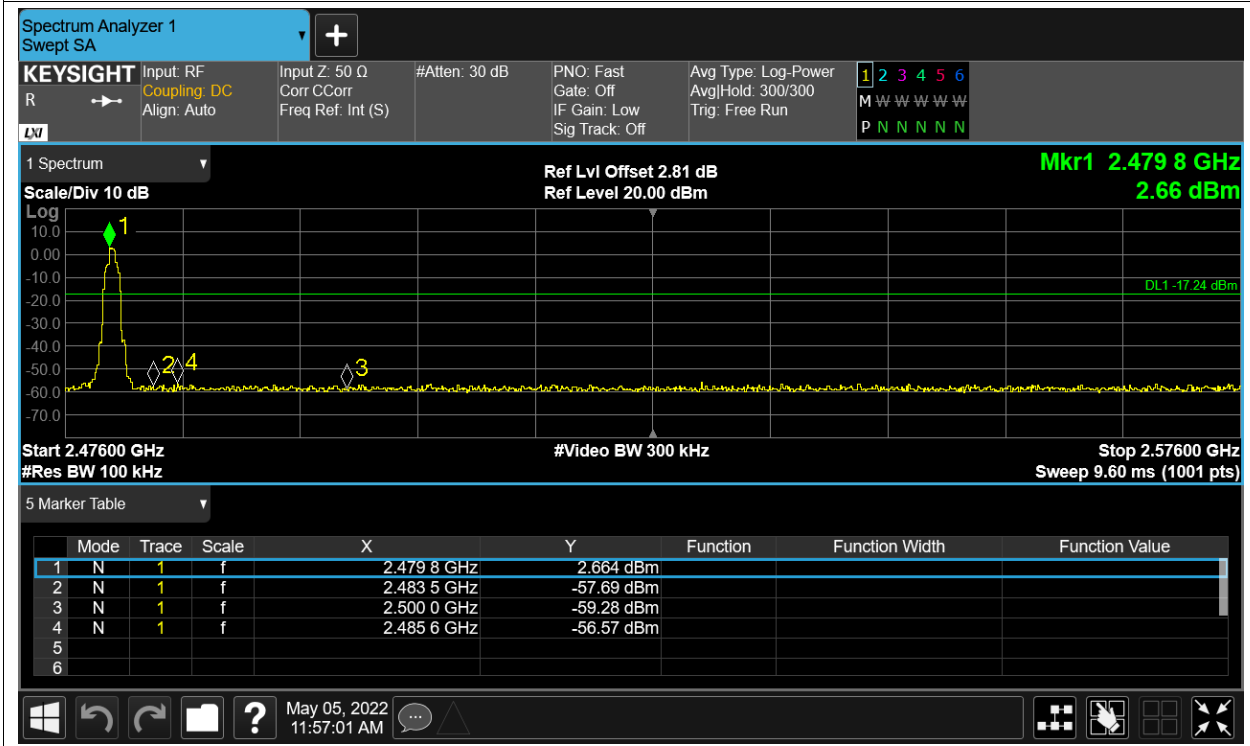 Spectrum Analyzer 1
Swept SA
KEYSIGHT Input: RF Input Z: 50 Ω #Atten: 30 dB PNO: Fast Avg Type: Log-Power 1 2 3 4 5 6
R Coupling: DC Corr CCorr Gate: Off Avg|Hold: 300/300 M W W W W W
Align: Auto Freq Ref: Int (S) IF Gain: Low Trig: Free Run
LXI Sig Track: Off P N N N N N
1 Spectrum Ref Lvl Offset 2.81 dB Mkr1 2.479 8 GHz
Scale/Div 10 dB Ref Level 20.00 dBm 2.66 dBm
Log
1
10.0
0.00
-10.0
DL1 -17.24 dBm
-20.0
-30.0
-40.0
2 4 3
-50.0
-60.0
-70.0
Start 2.47600 GHz #Video BW 300 kHz Stop 2.57600 GHz
#Res BW 100 kHz Sweep 9.60 ms (1001 pts)
5 Marker Table
Mode Trace Scale X Y Function Function Width Function Value
1 N 1 f 2.479 8 GHz 2.664 dBm
2 N 1 f 2.483 5 GHz -57.69 dBm
3 N 1 f 2.500 0 GHz -59.28 dBm
4 N 1 f 2.485 6 GHz -56.57 dBm
5
6
? May 05, 2022
11:57:01 AM